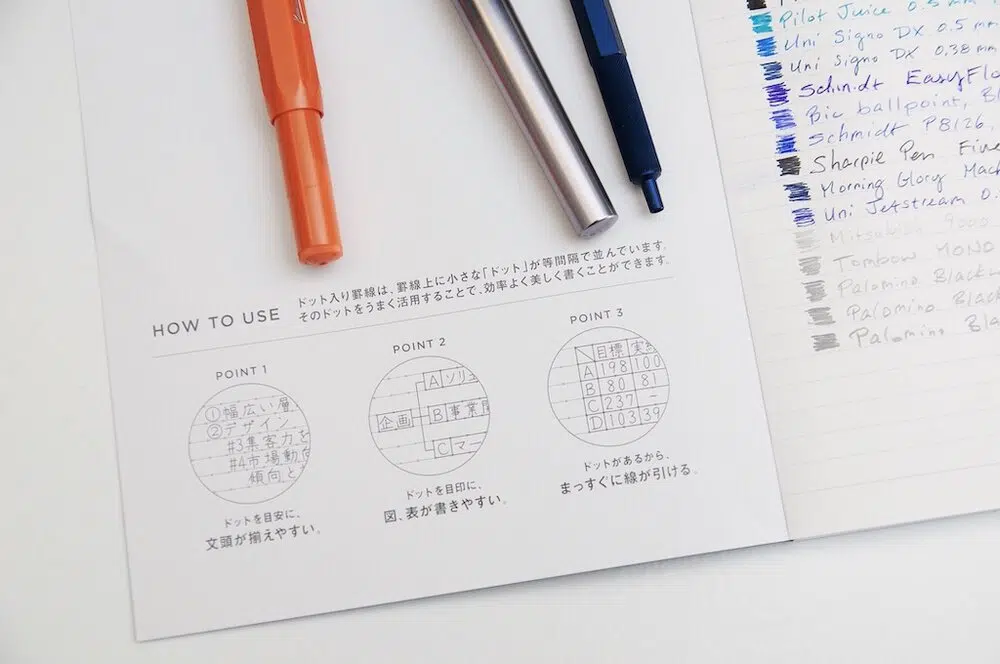 HOW TO USE
ドット入り罫線は、罫線上に小さな「ドット」が等間隔で並んでいます。
そのドットをうまく活用することで、効率よく美しく書くことができます。
POINT 1
①幅広い層
②デザイン
#3集客力を
#4市場動向
傾向と
ドットを目安に、
文頭が揃えやすい。
POINT 2
企画
A ソリュ
B 事業
C マー
ドットを目印に、
図、表が書きやすい。
POINT 3
目標 実績
A 198 100
B 80 81
C 237 -
D 103 39
ドットがあるから、
まっすぐに線が引ける。
Pilot Juice 0.5 mm
Uni Signo DX 0.5 mm
Uni Signo DX 0.38 mm
Schmidt EasyFlo
Bic ballpoint, Bl
Schmidt P8126,
Sharpie Pen Fine
Morning Glory Mach
Uni Jetstream 0.
Mitsubishi 9000
Tombow MONO
Palomino Blackw
Palomino Black
Palomino Bla